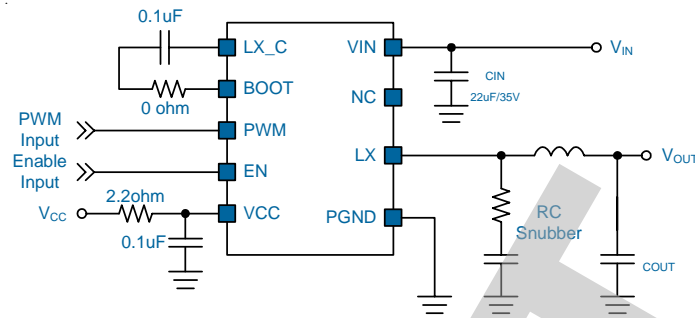 0.1uF
LX_C
VIN
V_IN
CIN
22uF/35V
BOOT
NC
0 ohm
PWM
Input
PWM
Enable
Input
EN
LX
V_OUT
2.2ohm
V_CC
VCC
PGND
RC
Snubber
0.1uF
COUT